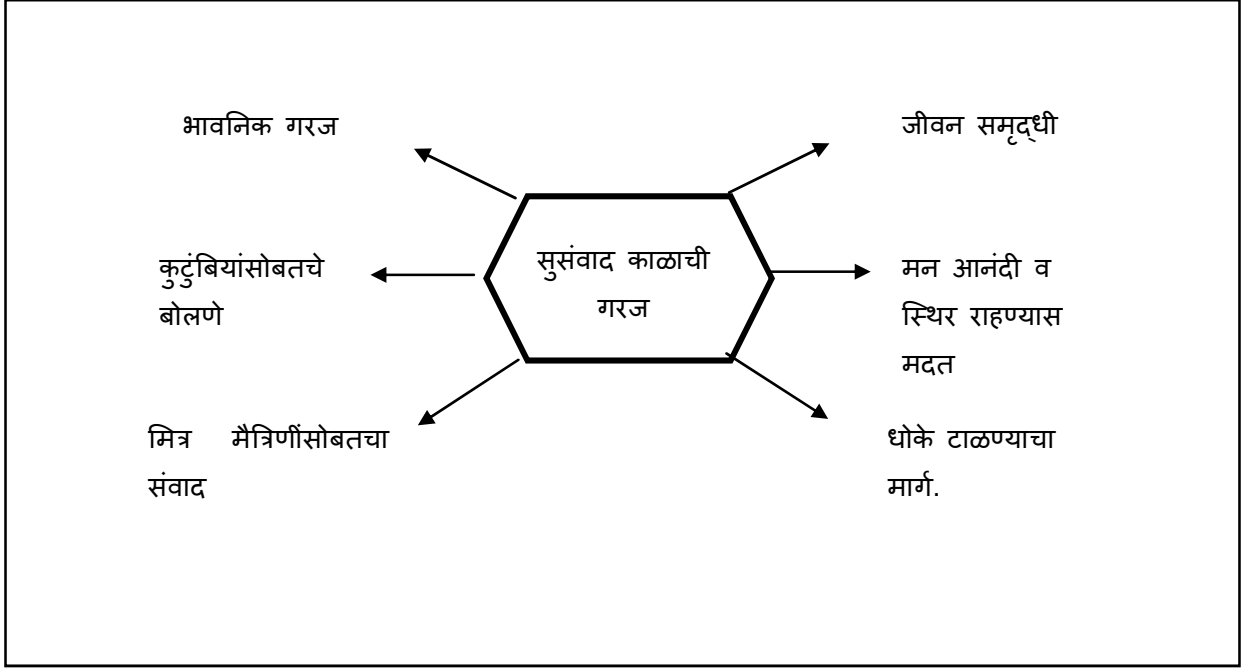 भावनिक गरज
जीवन समृद्धी
सुसंवाद काळाची
गरज
कुटुंबियांसोबतचे
बोलणे
मन आनंदी व
स्थिर राहण्यास
मदत
मित्र मैत्रिणींसोबतचा
संवाद
धोके टाळण्याचा
मार्ग.